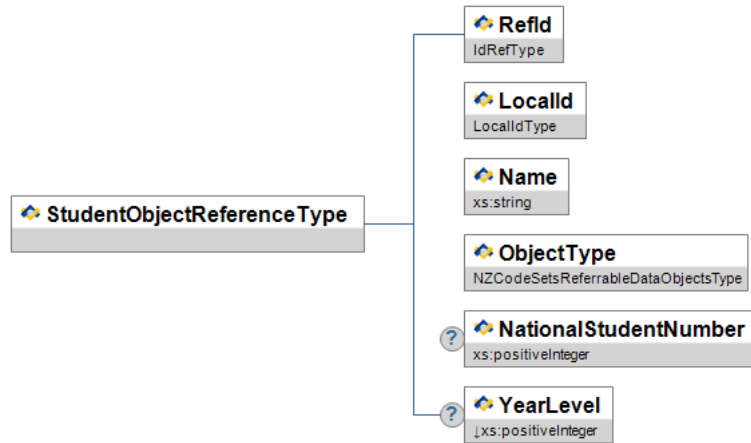 RefId
IdRefType
LocalId
LocalIdType
Name
xs:string
StudentObjectReferenceType
ObjectType
NZCodeSetsReferrableDataObjectsType
? NationalStudentNumber
xs:positiveInteger
? YearLevel
↓xs:positiveInteger